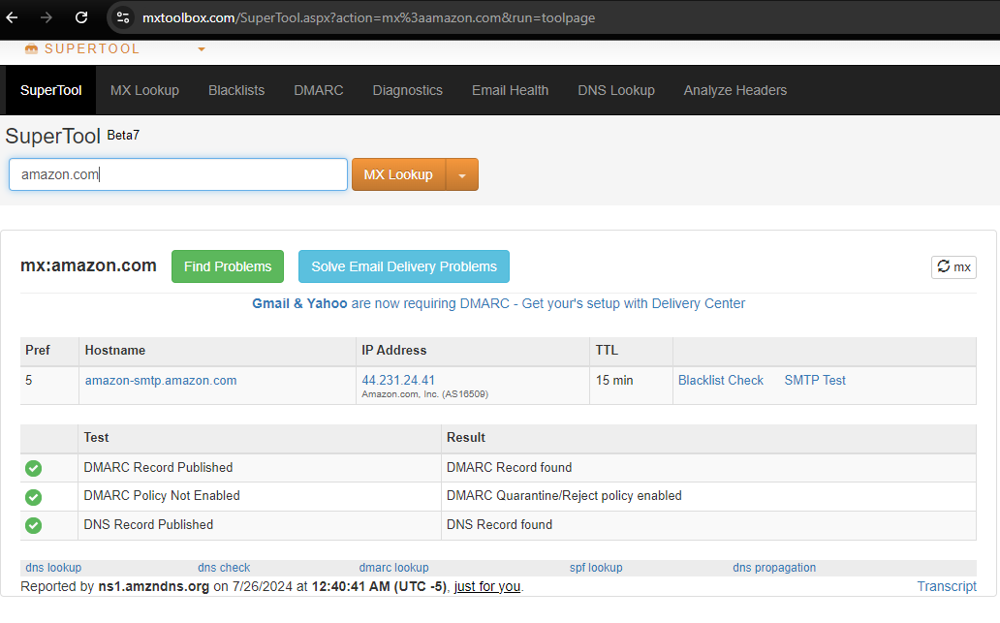 mxtoolbox.com/SuperTool.aspx?action=mx%3aamazon.com&run=toolpage
SUPERTOOL
SuperTool MX Lookup Blacklists DMARC Diagnostics Email Health DNS Lookup Analyze Headers
SuperTool Beta7
amazon.com MX Lookup
mx:amazon.com Find Problems Solve Email Delivery Problems mx
Gmail & Yahoo are now requiring DMARC - Get your's setup with Delivery Center
Pref Hostname IP Address TTL
5 amazon-smtp.amazon.com 44.231.24.41 15 min Blacklist Check SMTP Test
Amazon.com, Inc. (AS16509)
Test Result
DMARC Record Published DMARC Record found
DMARC Policy Not Enabled DMARC Quarantine/Reject policy enabled
DNS Record Published DNS Record found
dns lookup dns check dmarc lookup spf lookup dns propagation
Reported by ns1.amzndns.org on 7/26/2024 at 12:40:41 AM (UTC -5), just for you. Transcript